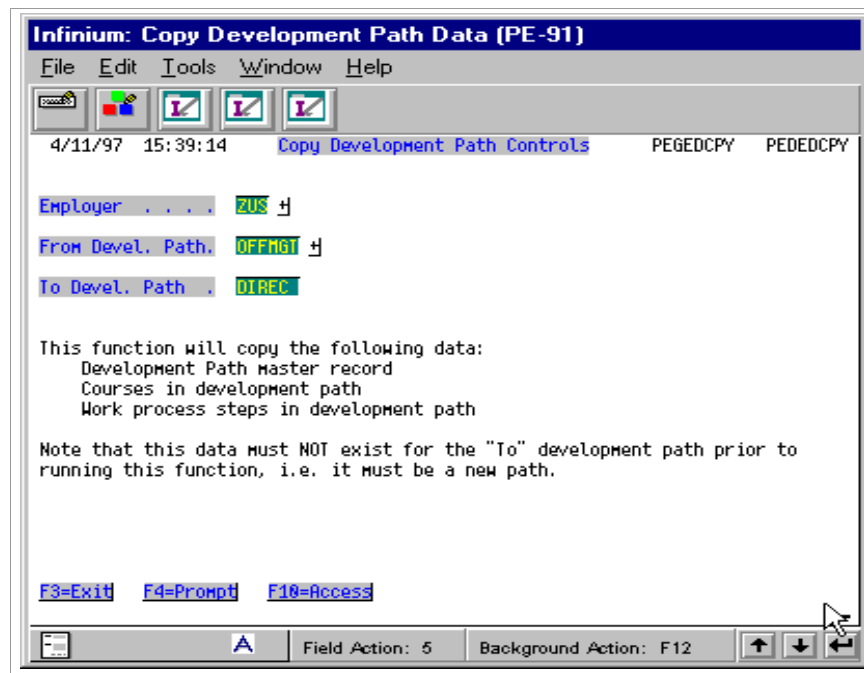 Infinium: Copy Development Path Data (PE-91)
File Edit Tools Window Help
4/11/97 15:39:14 Copy Development Path Controls PEGEDCPY PEDEDCPY
Employer . . . . ZUS +
From Devel. Path. OFFMGT +
To Devel. Path . DIREC
This function will copy the following data:
Development Path master record
Courses in development path
Work process steps in development path
Note that this data must NOT exist for the "To" development path prior to
running this function, i.e. it must be a new path.
F3=Exit F4=Prompt F10=Access
A Field Action: 5 Background Action: F12